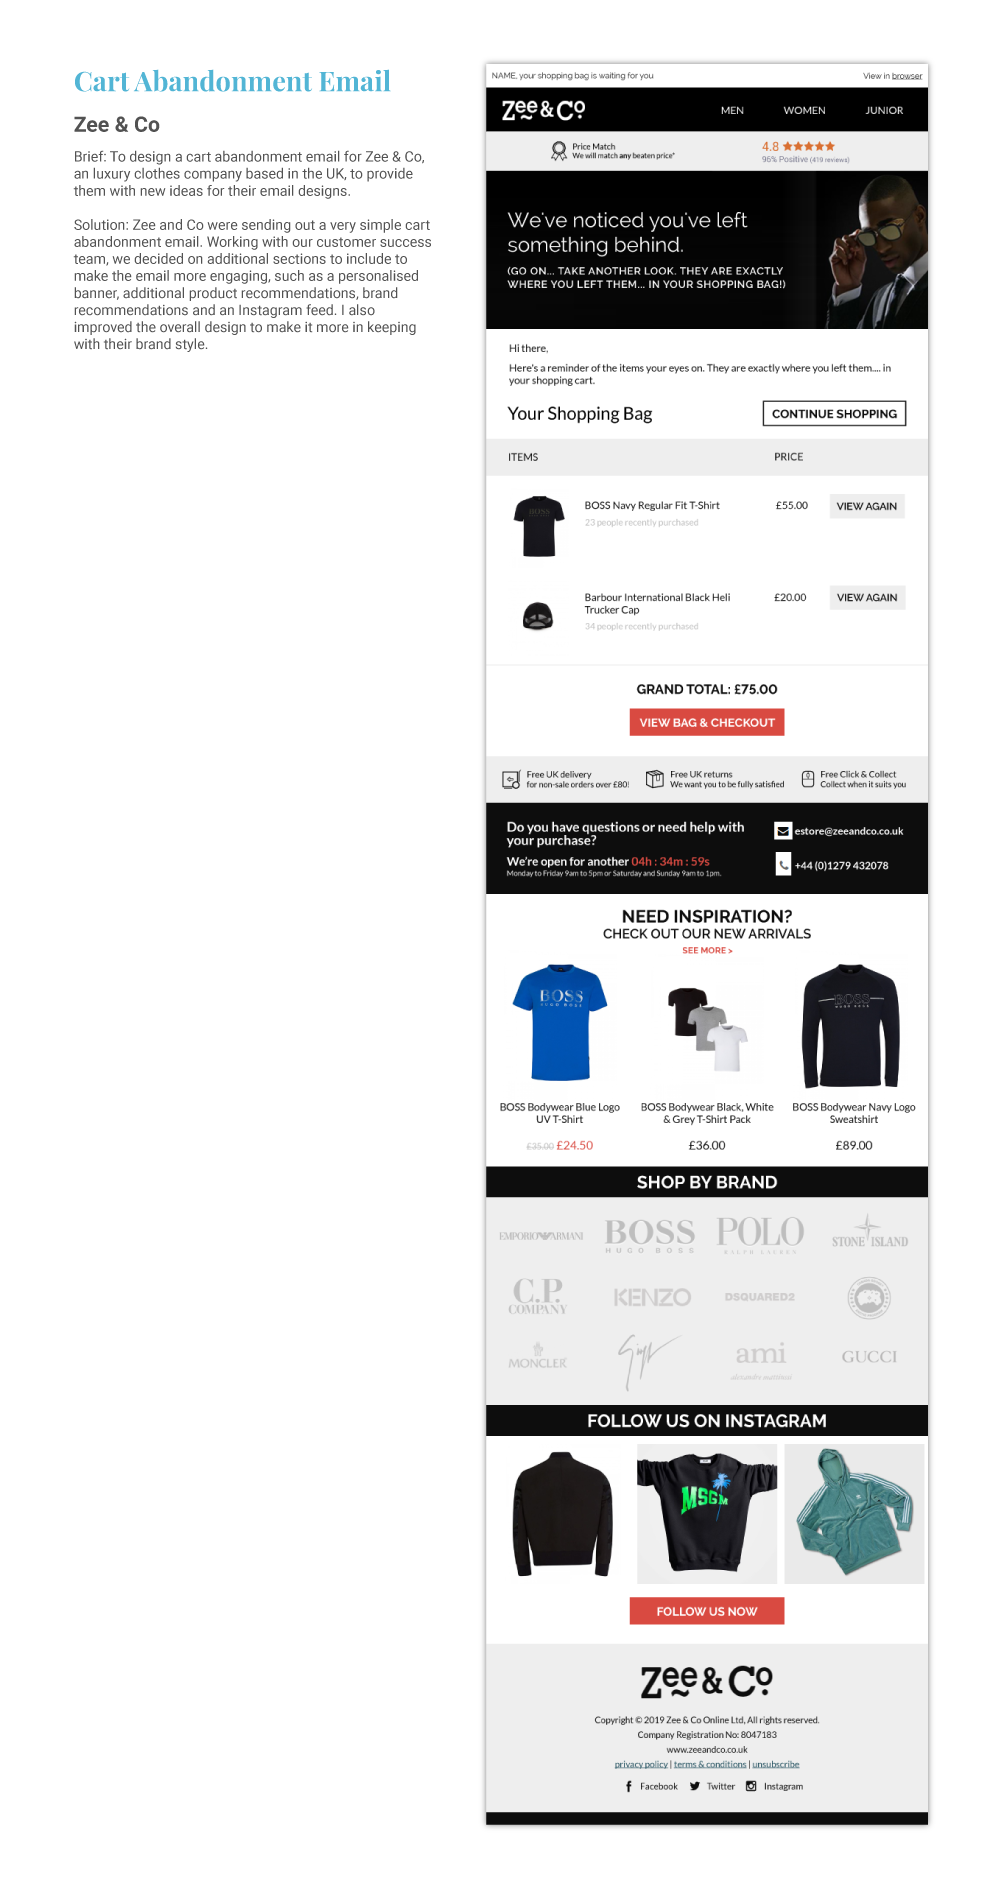 Cart Abandonment Email
Zee & Co
Brief: To design a cart abandonment email for Zee & Co,
an luxury clothes company based in the UK, to provide
them with new ideas for their email designs.
Solution: Zee and Co were sending out a very simple cart
abandonment email. Working with our customer success
team, we decided on additional sections to include to
make the email more engaging, such as a personalised
banner, additional product recommendations, brand
recommendations and an Instagram feed. I also
improved the overall design to make it more in keeping
with their brand style.
NAME, your shopping bag is waiting for you
View in browser
Zee & Co
MEN WOMEN JUNIOR
Price Match
We will match any beaten price*
4.8
96% Positive (419 reviews)
We've noticed you've left
something behind.
(GO ON... TAKE ANOTHER LOOK. THEY ARE EXACTLY
WHERE YOU LEFT THEM... IN YOUR SHOPPING BAG!)
Hi there,
Here's a reminder of the items your eyes on. They are exactly where you left them.... in
your shopping cart.
Your Shopping Bag
CONTINUE SHOPPING
ITEMS PRICE
BOSS
BOSS Navy Regular Fit T-Shirt
23 people recently purchased
£55.00
VIEW AGAIN
Barbour International Black Heli
Trucker Cap
34 people recently purchased
£20.00
VIEW AGAIN
GRAND TOTAL: £75.00
VIEW BAG & CHECKOUT
Free UK delivery
for non-sale orders over £80!
Free UK returns
We want you to be fully satisfied
Free Click & Collect
Collect when it suits you
Do you have questions or need help with
your purchase?
We're open for another 04h : 34m : 59s
Monday to Friday 9am to 5pm or Saturday and Sunday 9am to 1pm.
estore@zeeandco.co.uk
+44 (0)1279 432078
NEED INSPIRATION?
CHECK OUT OUR NEW ARRIVALS
SEE MORE >
BOSS
HUGO BOSS
BOSS
HUGO BOSS
BOSS Bodywear Blue Logo
UV T-Shirt
£35.00 £24.50
BOSS Bodywear Black, White
& Grey T-Shirt Pack
£36.00
BOSS Bodywear Navy Logo
Sweatshirt
£89.00
SHOP BY BRAND
EMPORIO ARMANI
BOSS
HUGO BOSS
POLO
RALPH LAUREN
STONE ISLAND
C.P.
COMPANY
KENZO
DSQUARED2
MONCLER
ami
alexandre mattiussi
GUCCI
FOLLOW US ON INSTAGRAM
MSGM
FOLLOW US NOW
Zee & Co
Copyright © 2019 Zee & Co Online Ltd, All rights reserved.
Company Registration No: 8047183
www.zeeandco.co.uk
privacy policy | terms & conditions | unsubscribe
Facebook Twitter Instagram